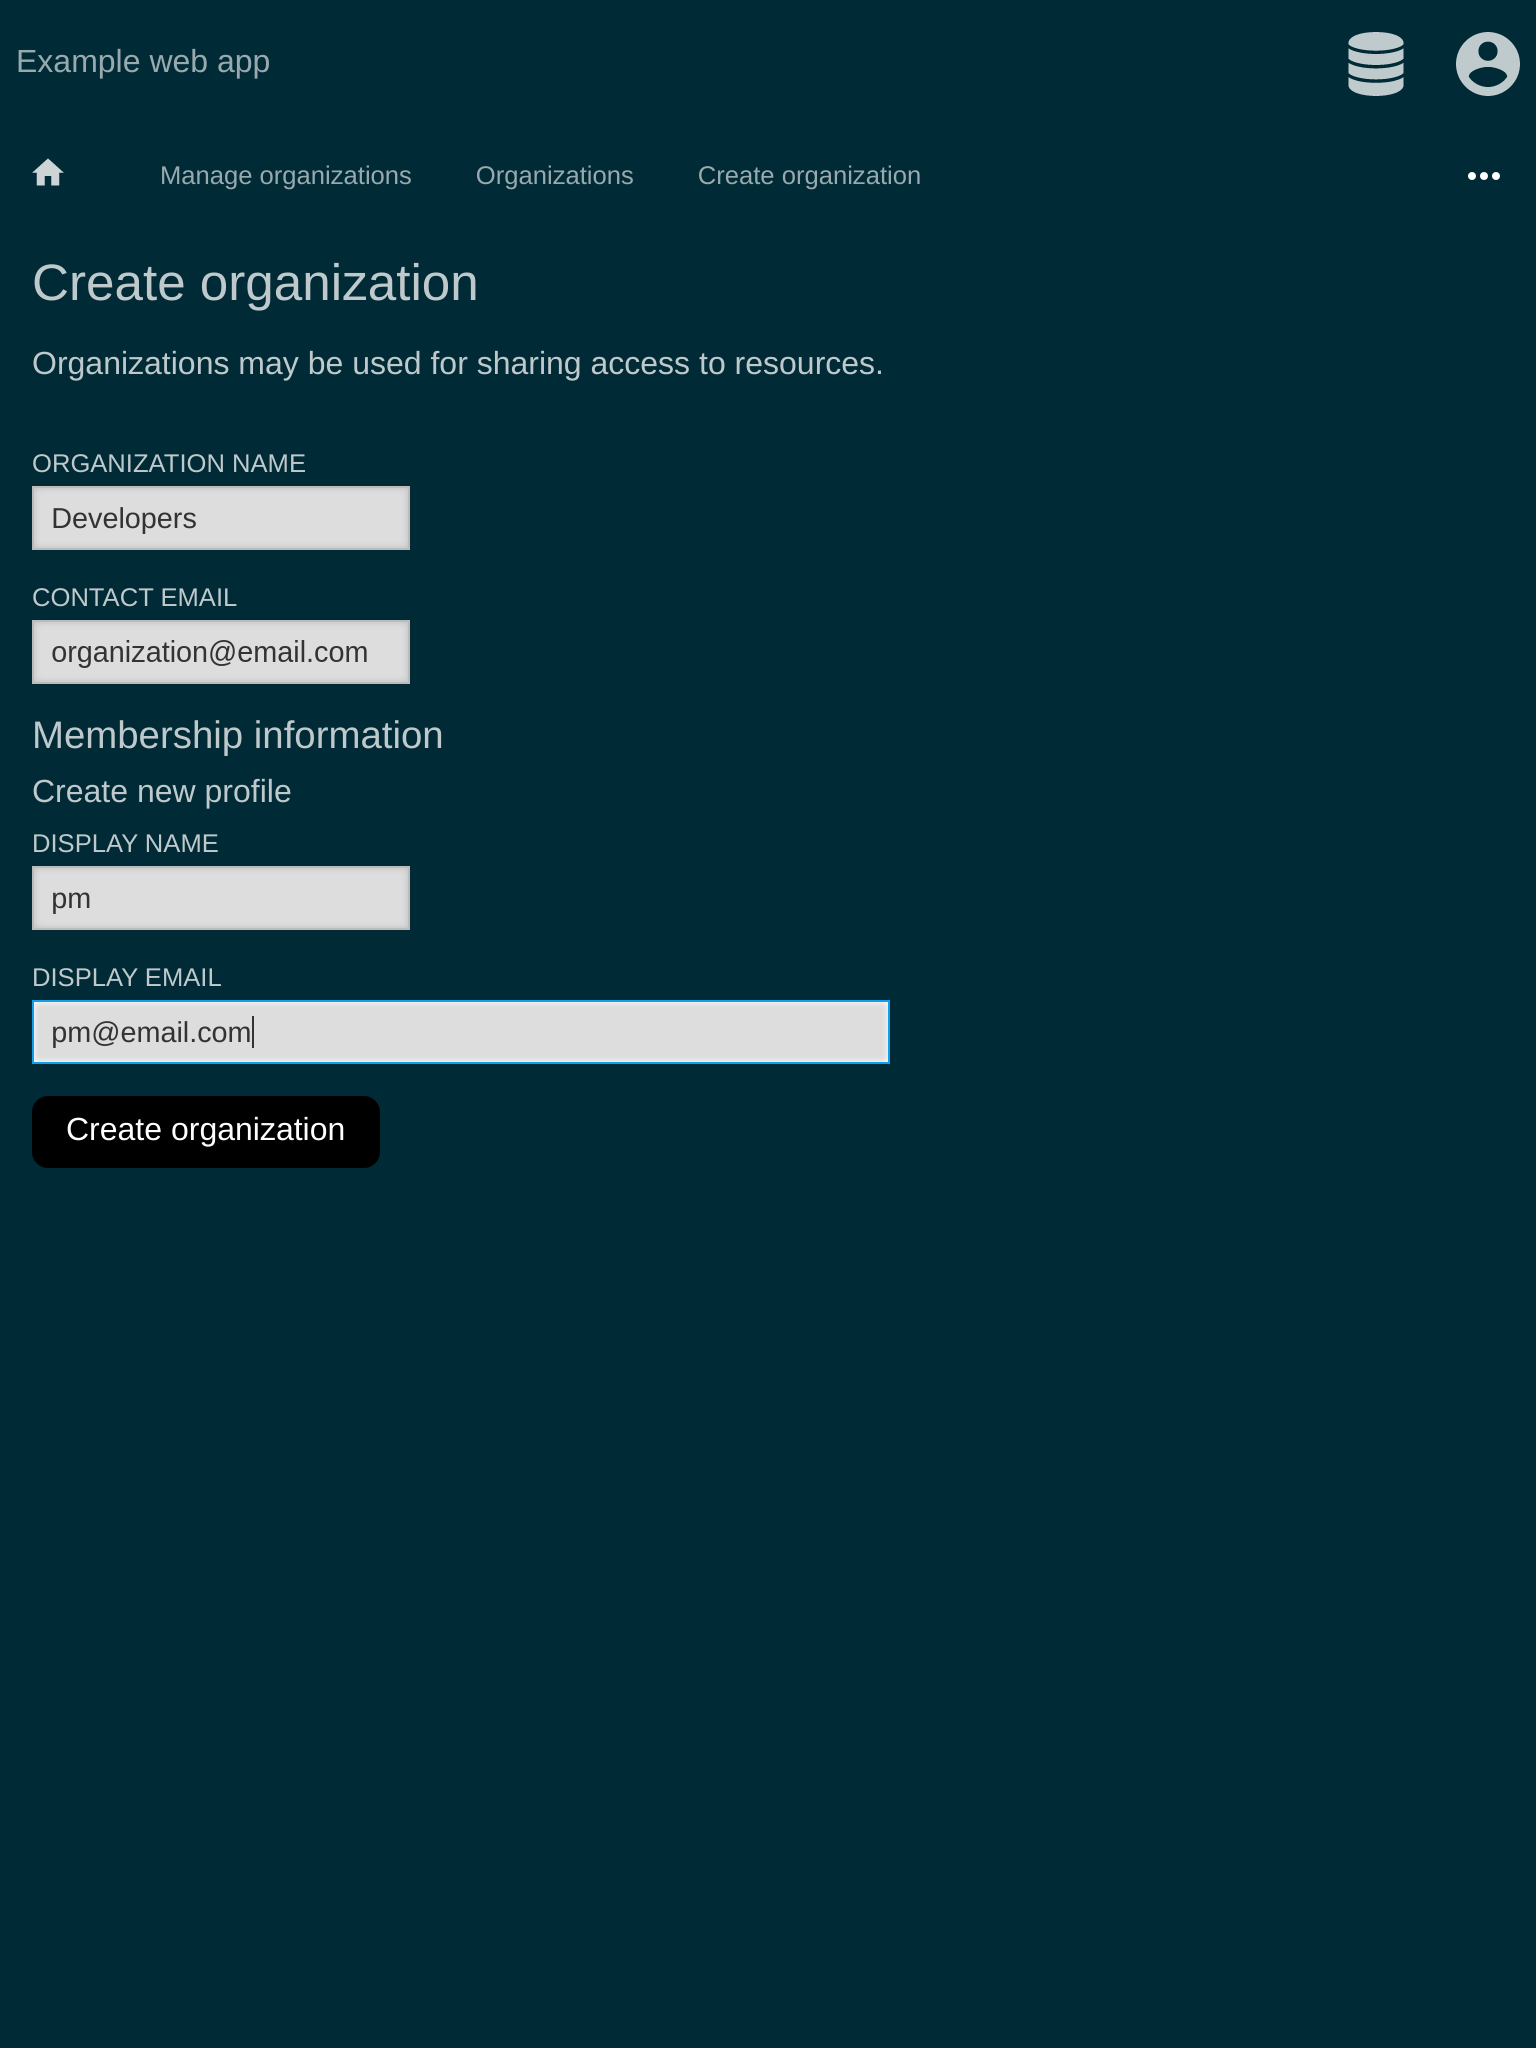 Example web app
Manage organizations Organizations Create organization
Create organization
Organizations may be used for sharing access to resources.
ORGANIZATION NAME
Developers
CONTACT EMAIL
organization@email.com
Membership information
Create new profile
DISPLAY NAME
pm
DISPLAY EMAIL
pm@email.com
Create organization